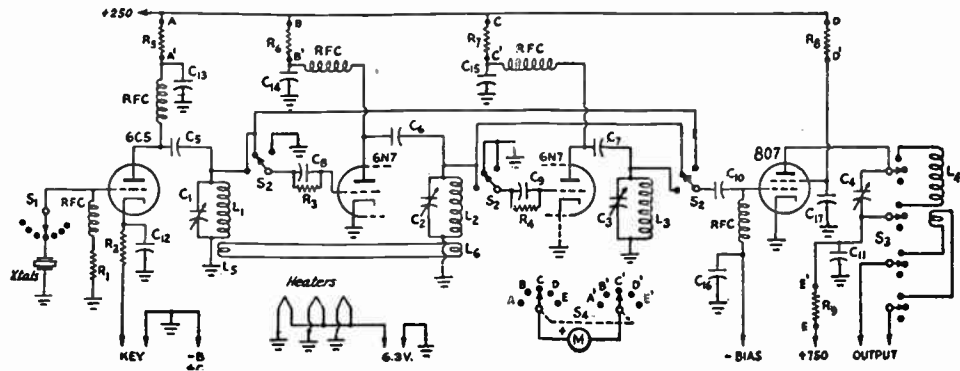 +250
A
B
C
D
R5
R6
R7
R8
A'
B'
C'
D'
RFC
RFC
C13
C14
C15
RFC
6C5
C5
C6
6N7
6N7
C7
807
S1
RFC
S2
C8
R3
S2
C9
R4
S2
C10
C4
L4
C1
L1
C2
L2
C3
L3
RFC
C17
S3
Xtals
R1
R2
C12
L5
L6
C16
C11
E'
R9
E
Heaters
A B C D E
A' B' C' D' E'
S4
+ M
KEY
-B
+C
6.3V.
-BIAS
+750
OUTPUT